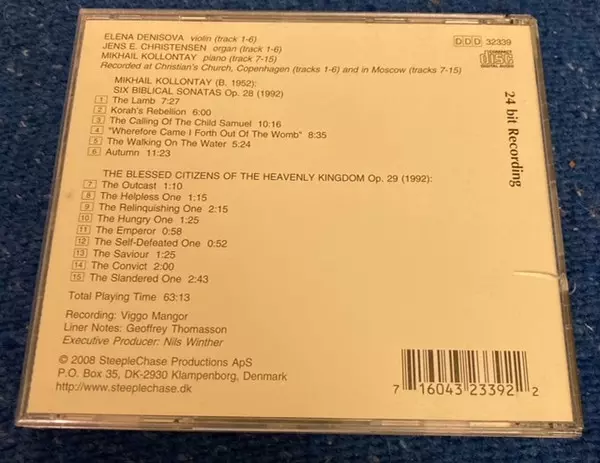 ELENA DENISOVA violin (track 1-6)
JENS E. CHRISTENSEN organ (track 1-6)
MIKHAIL KOLLONTAY piano (track 7-15)
Recorded at Christian's Church, Copenhagen (tracks 1-6) and in Moscow (tracks 7-15)
DDD 32339
COMPACT
disc
DIGITAL AUDIO
24 bit Recording
MIKHAIL KOLLONTAY (B. 1952):
SIX BIBLICAL SONATAS Op. 28 (1992)
1 The Lamb 7:27
2 Korah's Rebellion 6:00
3 The Calling Of The Child Samuel 10:16
4 "Wherefore Came I Forth Out Of The Womb" 8:35
5 The Walking On The Water 5:24
6 Autumn 11:23
THE BLESSED CITIZENS OF THE HEAVENLY KINGDOM Op. 29 (1992):
7 The Outcast 1:10
8 The Helpless One 1:15
9 The Relinquishing One 2:15
10 The Hungry One 1:25
11 The Emperor 0:58
12 The Self-Defeated One 0:52
13 The Saviour 1:25
14 The Convict 2:00
15 The Slandered One 2:43
Total Playing Time 63:13
Recording: Viggo Mangor
Liner Notes: Geoffrey Thomasson
Executive Producer: Nils Winther
© 2008 SteepleChase Productions ApS
P.O. Box 35, DK-2930 Klampenborg, Denmark
http://www.steeplechase.dk
7 16043 23392 2